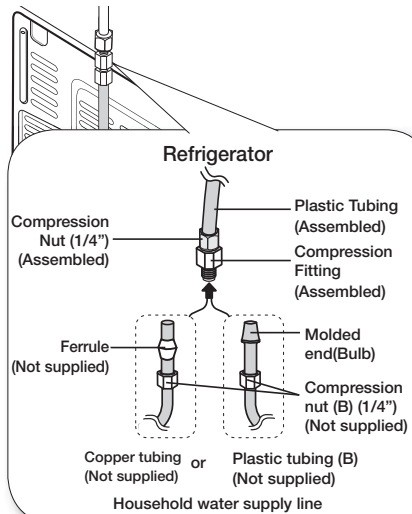 Refrigerator
Compression
Nut (1/4”)
(Assembled)
Plastic Tubing
(Assembled)
Compression
Fitting
(Assembled)
Ferrule
(Not supplied)
Molded
end(Bulb)
Compression
nut (B) (1/4”)
(Not supplied)
Copper tubing
(Not supplied)
or
Plastic tubing (B)
(Not supplied)
Household water supply line